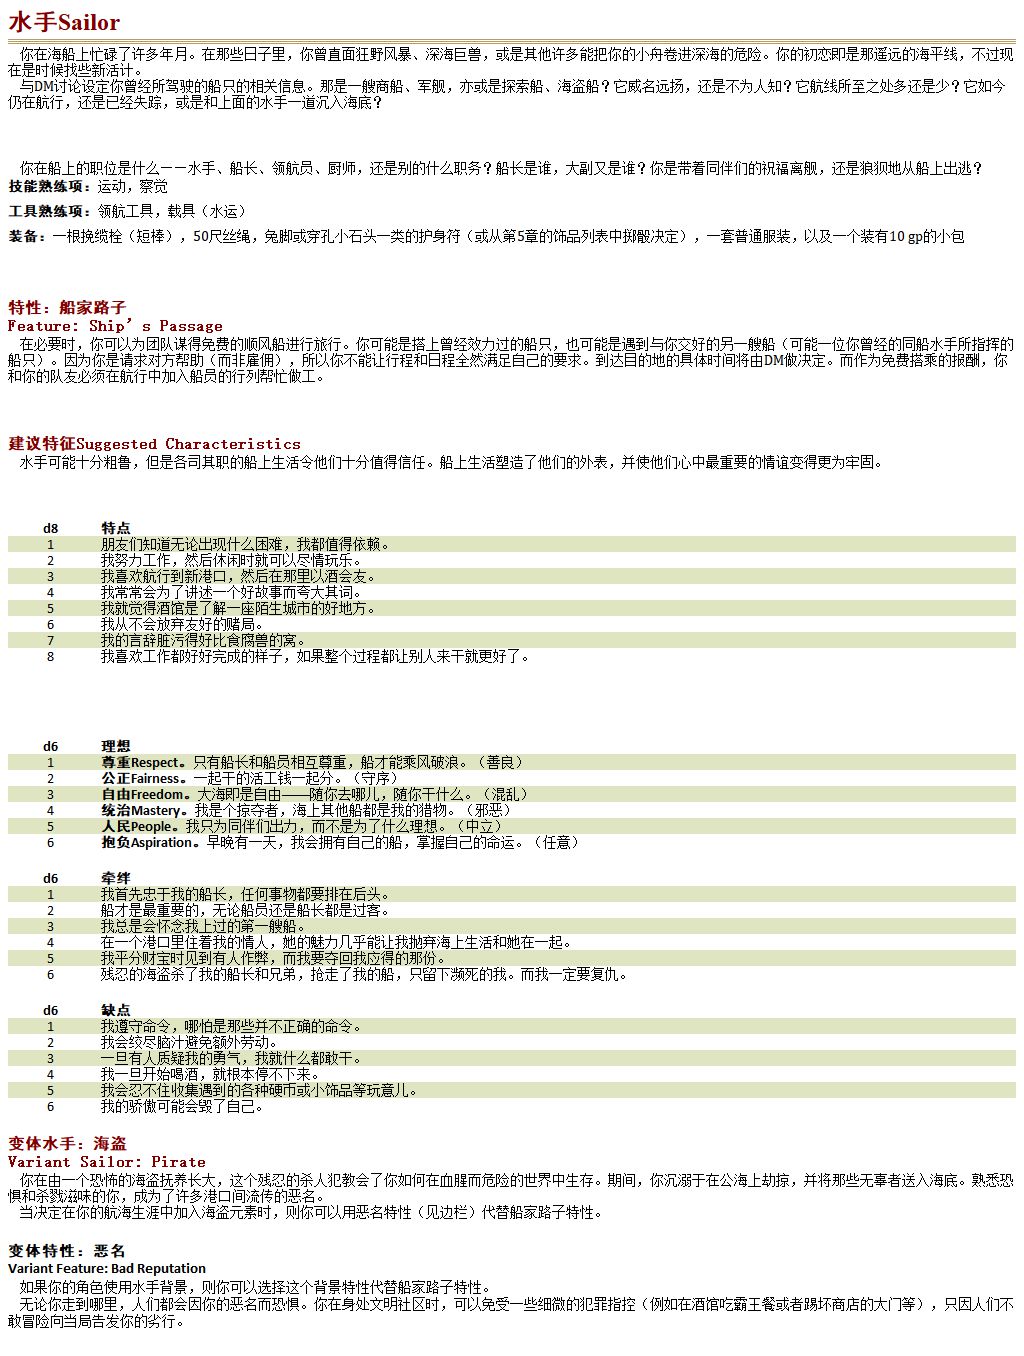 水手Sailor
你在海船上忙碌了许多年月。在那些日子里，你曾直面狂野风暴、深海巨兽，或是其他许多能把你的小舟卷进深海的危险。你的初恋即是那遥远的海平线，不过现
在是时候找些新活计。
与DM讨论设定你曾经所驾驶的船只的相关信息。那是一艘商船、军舰，亦或是探索船、海盗船？它威名远扬，还是不为人知？它航线所至之处多还是少？它如今
仍在航行，还是已经失踪，或是和上面的水手一道沉入海底？
你在船上的职位是什么——水手、船长、领航员、厨师，还是别的什么职务？船长是谁，大副又是谁？你是带着同伴们的祝福离舰，还是狼狈地从船上出逃？
技能熟练项：运动，察觉
工具熟练项：领航工具，载具（水运）
装备：一根挽缆栓（短棒），50尺丝绳，兔脚或穿孔小石头一类的护身符（或从第5章的饰品列表中掷骰决定），一套普通服装，以及一个装有10 gp的小包
特性：船家路子
Feature: Ship’s Passage
在必要时，你可以为团队谋得免费的顺风船进行旅行。你可能是搭上曾经效力过的船只，也可能是遇到与你交好的另一艘船（可能一位你曾经的同船水手所指挥的
船只）。因为你是请求对方帮助（而非雇佣），所以你不能让行程和日程全然满足自己的要求。到达目的地的具体时间将由DM做决定。而作为免费搭乘的报酬，你
和你的队友必须在航行中加入船员的行列帮忙做工。
建议特征Suggested Characteristics
水手可能十分粗鲁，但是各司其职的船上生活令他们十分值得信任。船上生活塑造了他们的外表，并使他们心中最重要的情谊变得更为牢固。
d8 特点
1 朋友们知道无论出现什么困难，我都值得依赖。
2 我努力工作，然后休闲时就可以尽情玩乐。
3 我喜欢航行到新港口，然后在那里以酒会友。
4 我常常会为了讲述一个好故事而夸大其词。
5 我就觉得酒馆是了解一座陌生城市的好地方。
6 我从不会放弃友好的赌局。
7 我的言辞脏污得好比食腐兽的窝。
8 我喜欢工作都好好完成的样子，如果整个过程都让别人来干就更好了。
d6 理想
1 尊重Respect。只有船长和船员相互尊重，船才能乘风破浪。（善良）
2 公正Fairness。一起干的活工钱一起分。（守序）
3 自由Freedom。大海即是自由——随你去哪儿，随你干什么。（混乱）
4 统治Mastery。我是个掠夺者，海上其他船都是我的猎物。（邪恶）
5 人民People。我只为同伴们出力，而不是为了什么理想。（中立）
6 抱负Aspiration。早晚有一天，我会拥有自己的船，掌握自己的命运。（任意）
d6 牵绊
1 我首先忠于我的船长，任何事物都要排在后头。
2 船才是最重要的，无论船员还是船长都是过客。
3 我总是会怀念我上过的第一艘船。
4 在一个港口里住着我的情人，她的魅力几乎能让我抛弃海上生活和她在一起。
5 我平分财宝时见到有人作弊，而我要夺回我应得的那份。
6 残忍的海盗杀了我的船长和兄弟，抢走了我的船，只留下濒死的我。而我一定要复仇。
d6 缺点
1 我遵守命令，哪怕是那些并不正确的命令。
2 我会绞尽脑汁避免额外劳动。
3 一旦有人质疑我的勇气，我就什么都敢干。
4 我一旦开始喝酒，就根本停不下来。
5 我会忍不住收集遇到的各种硬币或小饰品等玩意儿。
6 我的骄傲可能会毁了自己。
变体水手：海盗
Variant Sailor: Pirate
你在由一个恐怖的海盗抚养长大，这个残忍的杀人犯教会了你如何在血腥而危险的世界中生存。期间，你沉溺于在公海上劫掠，并将那些无辜者送入海底。熟悉恐
惧和杀戮滋味的你，成为了许多港口间流传的恶名。
当决定在你的航海生涯中加入海盗元素时，则你可以用恶名特性（见边栏）代替船家路子特性。
变体特性：恶名
Variant Feature: Bad Reputation
如果你的角色使用水手背景，则你可以选择这个背景特性代替船家路子特性。
无论你走到哪里，人们都会因你的恶名而恐惧。你在身处文明社区时，可以免受一些细微的犯罪指控（例如在酒馆吃霸王餐或者踢坏商店的大门等），只因人们不
敢冒险向当局告发你的劣行。